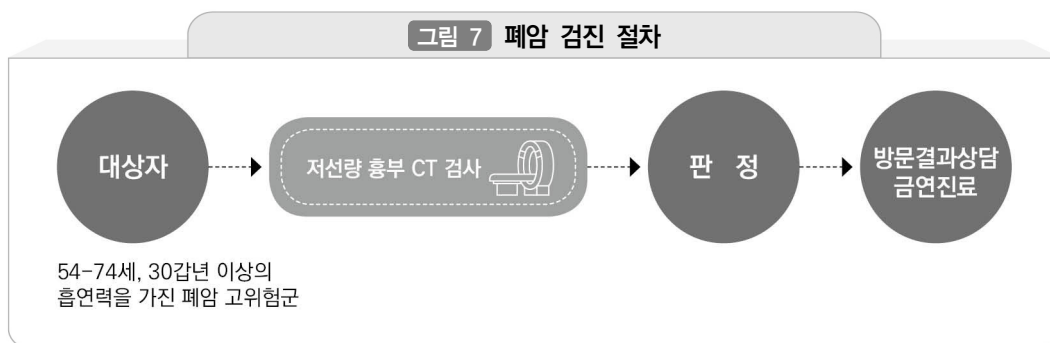 그림 7 폐암 검진 절차
대상자
저선량 흉부 CT 검사
판 정
방문결과상담
금연진료
54-74세, 30갑년 이상의
흡연력을 가진 폐암 고위험군